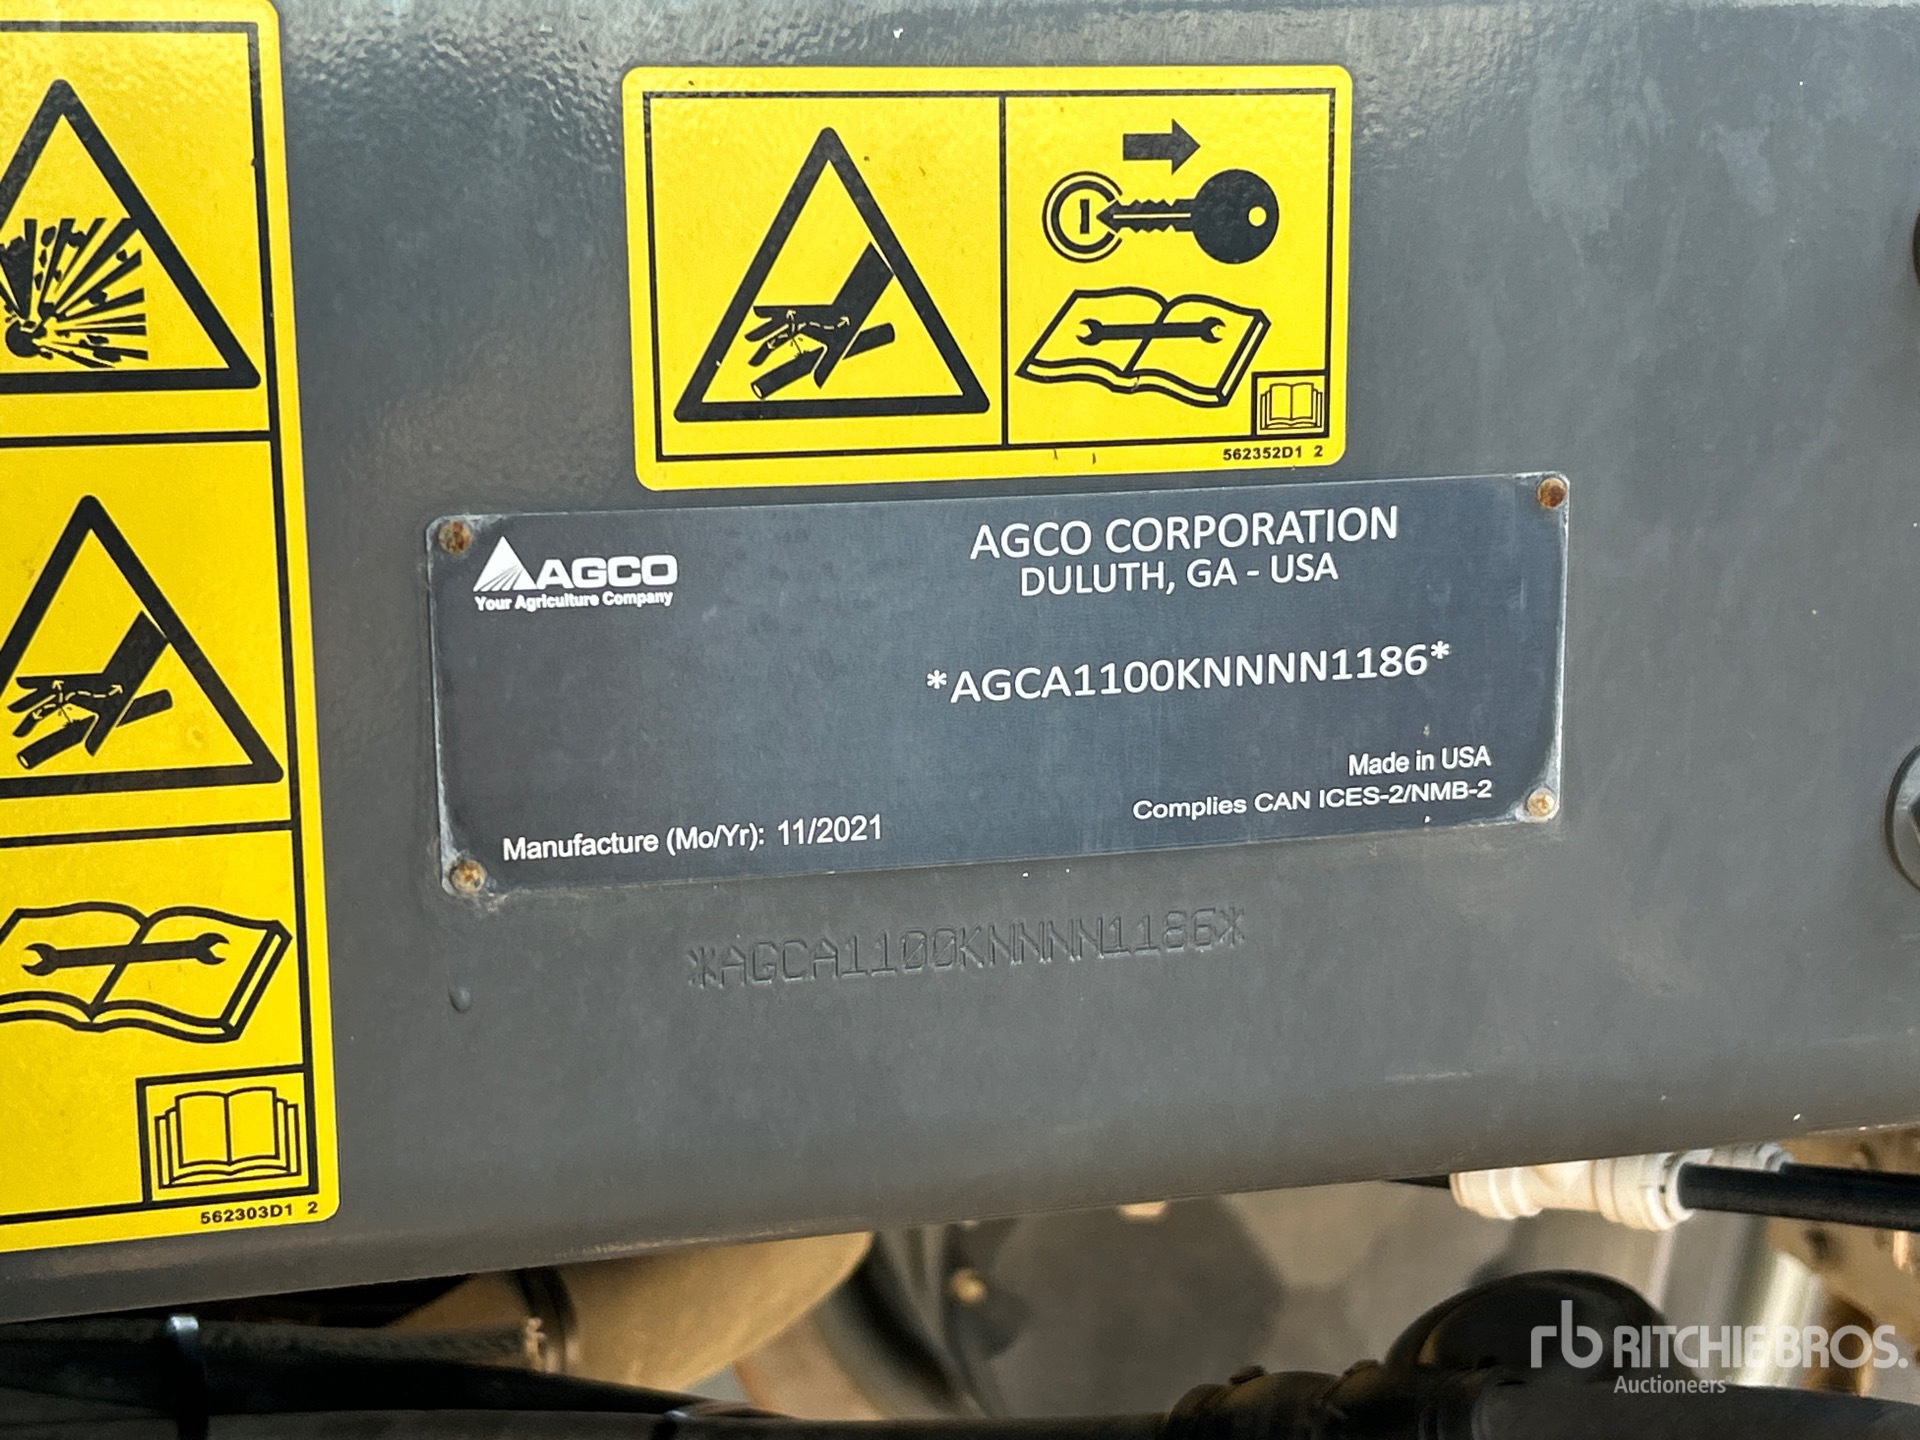 562352D1 2
AGCO
Your Agriculture Company
AGCO CORPORATION
DULUTH, GA - USA
*AGCA1100KNNNN1186*
Made in USA
Complies CAN ICES-2/NMB-2
Manufacture (Mo/Yr): 11/2021
*AGCA1100KNNNN1186*
562303D1 2
rb RITCHIE BROS.
Auctioneers